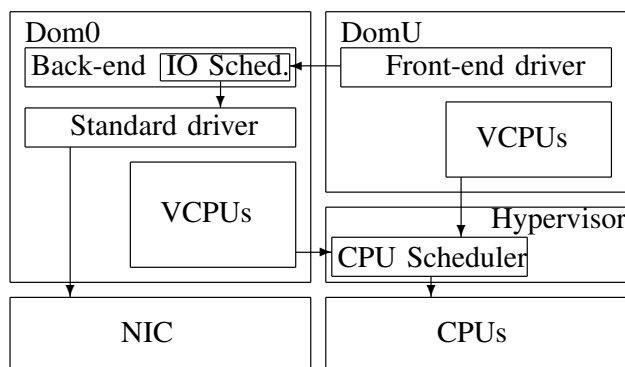 Dom0
DomU
Back-end
IO Sched.
Front-end driver
Standard driver
VCPUs
VCPUs
Hypervisor
CPU Scheduler
NIC
CPUs